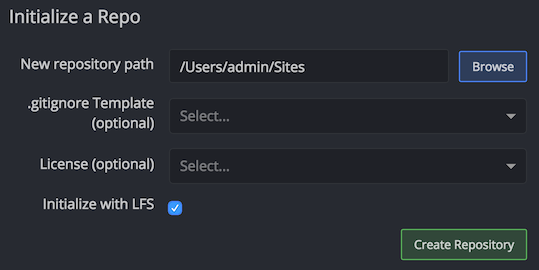 Initialize a Repo
New repository path
/Users/admin/Sites
Browse
.gitignore Template
(optional)
Select...
License (optional)
Select...
Initialize with LFS
Create Repository